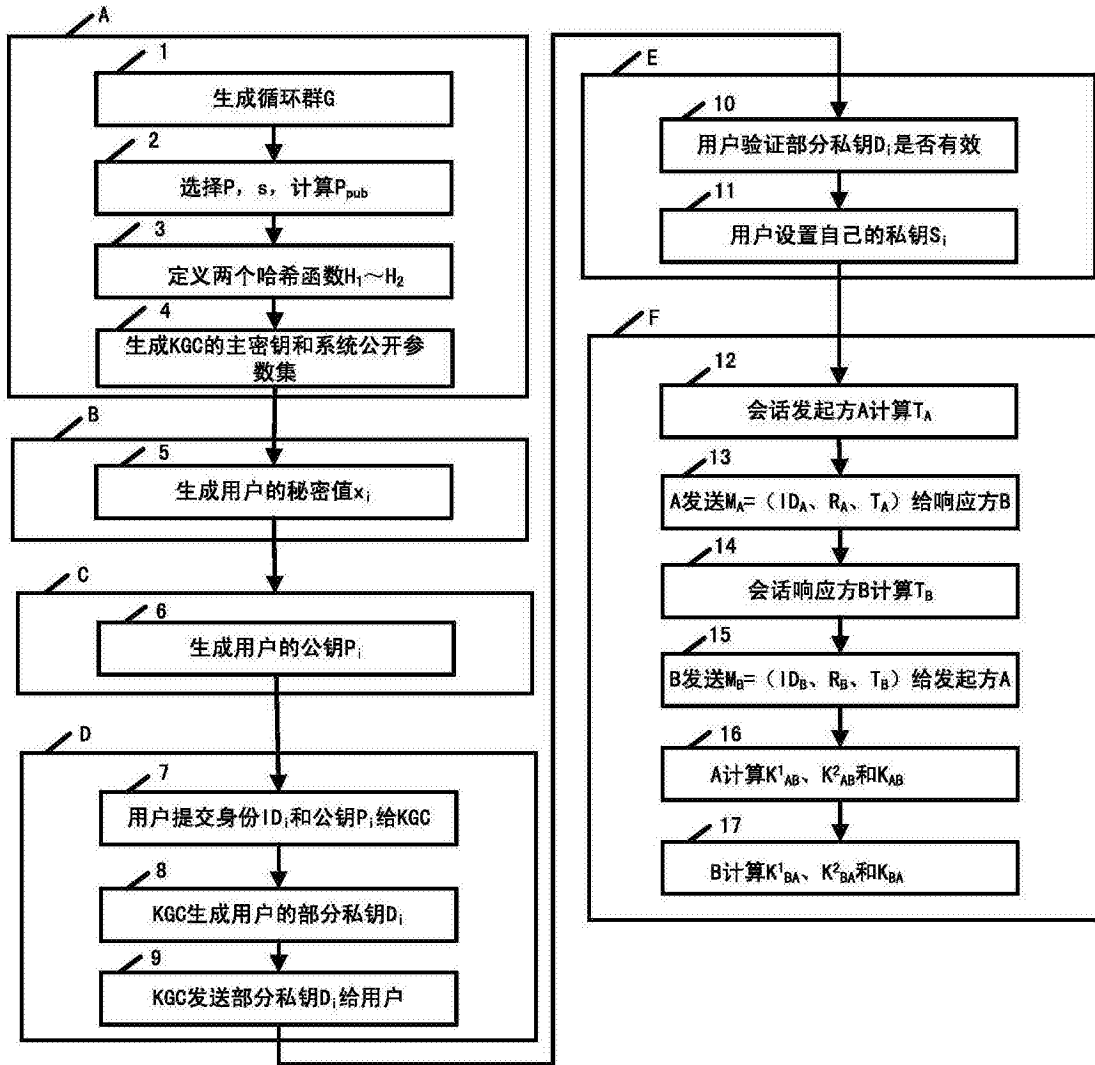 A
1
生成循环群G
2
选择P，s，计算Ppub
3
定义两个哈希函数H1～H2
4
生成KGC的主密钥和系统公开参
数集
B
5
生成用户的秘密值xi
C
6
生成用户的公钥Pi
D
7
用户提交身份IDi和公钥Pi给KGC
8
KGC生成用户的部分私钥Di
9
KGC发送部分私钥Di给用户
E
10
用户验证部分私钥Di是否有效
11
用户设置自己的私钥Si
F
12
会话发起方A计算TA
13
A发送MA=（IDA、RA、TA）给响应方B
14
会话响应方B计算TB
15
B发送MB=（IDB、RB、TB）给发起方A
16
A计算K¹AB、K²AB和KAB
17
B计算K¹BA、K²BA和KBA